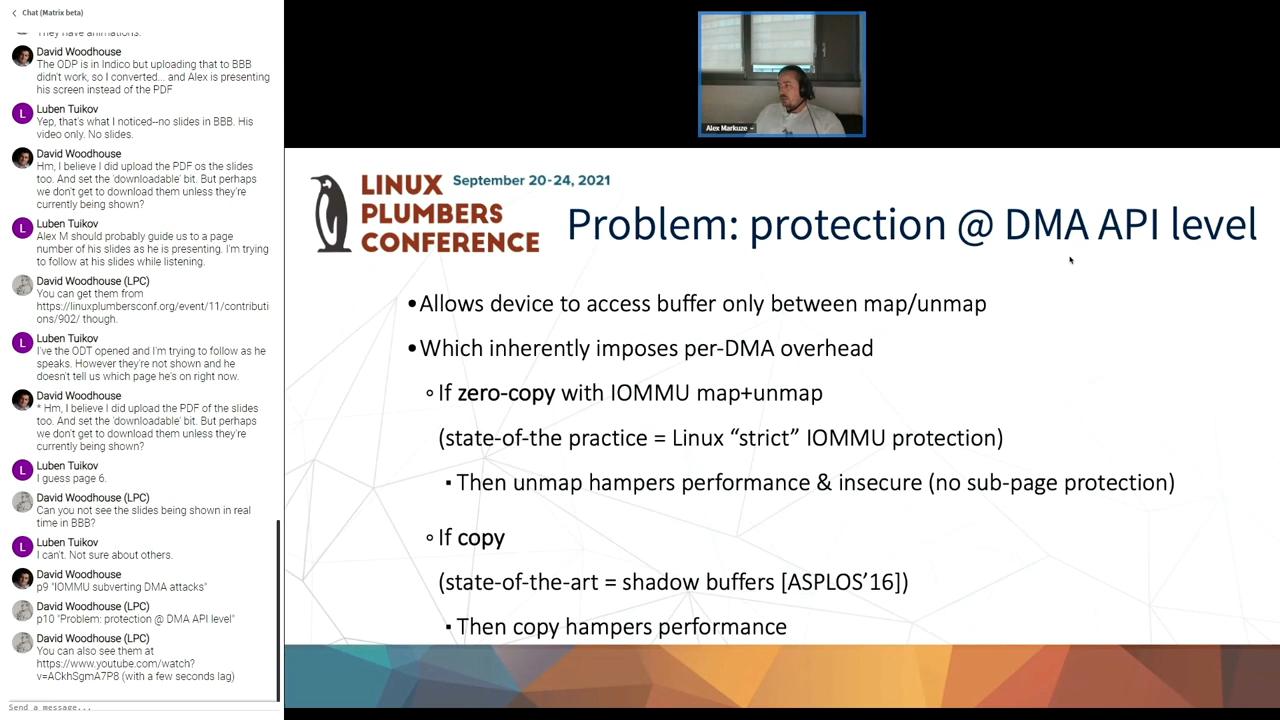 Chat (Matrix beta)
They have animations.
David Woodhouse
The ODP is in Indico but uploading that to BBB
didn't work, so I converted... and Alex is presenting
his screen instead of the PDF
L
Luben Tuikov
Yep, that's what I noticed–no slides in BBB. His
video only. No slides.
David Woodhouse
Hm, I believe I did upload the PDF os the slides
too. And set the 'downloadable' bit. But perhaps
we don't get to download them unless they're
currently being shown?
L
Luben Tuikov
Alex M should probably guide us to a page
number of his slides as he is presenting. I'm trying
to follow at his slides while listening.
David Woodhouse (LPC)
You can get them from
https://linuxplumbersconf.org/event/11/contributi
ons/902/ though.
L
Luben Tuikov
I've the ODT opened and I'm trying to follow as he
speaks. However they're not shown and he
doesn't tell us which page he's on right now.
David Woodhouse
* Hm, I believe I did upload the PDF of the slides
too. And set the 'downloadable' bit. But perhaps
we don't get to download them unless they're
currently being shown?
L
Luben Tuikov
I guess page 6.
David Woodhouse (LPC)
Can you not see the slides being shown in real
time in BBB?
L
Luben Tuikov
I can't. Not sure about others.
David Woodhouse
p9 "IOMMU subverting DMA attacks"
David Woodhouse (LPC)
p10 "Problem: protection @ DMA API level"
David Woodhouse (LPC)
You can also see them at
https://www.youtube.com/watch?
v=ACkhSgmA7P8 (with a few seconds lag)
Send a message...
Alex Markuze
LINUX
PLUMBERS
CONFERENCE
September 20-24, 2021
Problem: protection @ DMA API level
•Allows device to access buffer only between map/unmap
•Which inherently imposes per-DMA overhead
◦If zero-copy with IOMMU map+unmap
(state-of-the practice = Linux “strict” IOMMU protection)
▪Then unmap hampers performance & insecure (no sub-page protection)
◦If copy
(state-of-the-art = shadow buffers [ASPLOS’16])
▪Then copy hampers performance